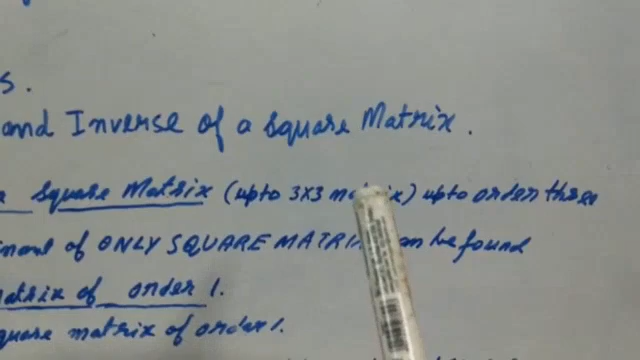 s.
and Inverse of a square Matrix.
Square Matrix (upto 3x3 matrix) upto order three
of ONLY SQUARE MATRIX can be found
matrix of order 1.
square matrix of order 1.